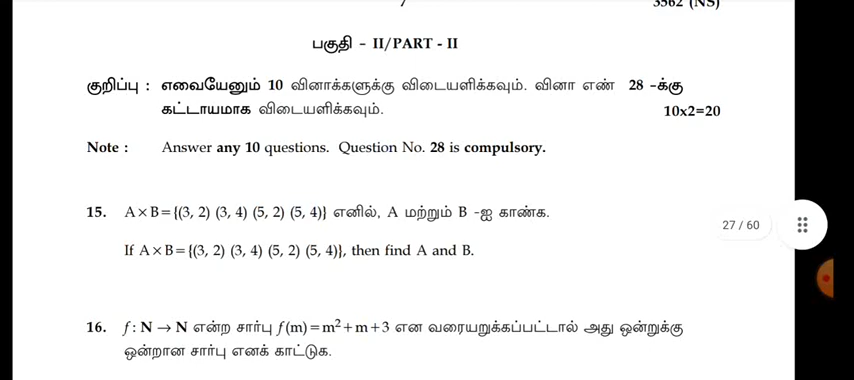 7
3562 (NS)
பகுதி – II/PART - II
குறிப்பு : எவையேனும் 10 வினாக்களுக்கு விடையளிக்கவும். வினா எண் 28 -க்கு
கட்டாயமாக விடையளிக்கவும். 10x2=20
Note : Answer any 10 questions. Question No. 28 is compulsory.
15. A×B={(3, 2) (3, 4) (5, 2) (5, 4)} எனில், A மற்றும் B -ஐ காண்க.
27 / 60
If A×B={(3, 2) (3, 4) (5, 2) (5, 4)}, then find A and B.
16. f : N → N என்ற சார்பு f(m)=m²+m+3 என வரையறுக்கப்பட்டால் அது ஒன்றுக்கு
ஒன்றான சார்பு எனக் காட்டுக.